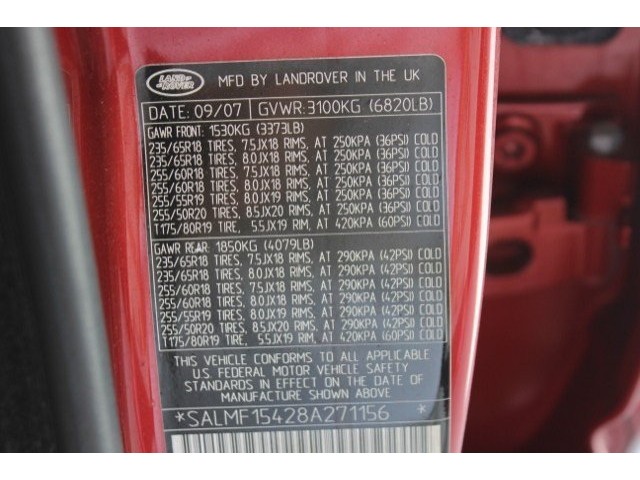 LAND-
-ROVER
MFD BY LANDROVER IN THE UK
DATE: 09/07 GVWR:3100KG (6820LB)
GAWR FRONT: 1530KG (3373LB)
235/65R18 TIRES, 7.5JX18 RIMS, AT 250KPA (36PSI) COLD
235/65R18 TIRES, 8.0JX18 RIMS, AT 250KPA (36PSI) COLD
255/60R18 TIRES, 7.5JX18 RIMS, AT 250KPA (36PSI) COLD
255/60R18 TIRES, 8.0JX18 RIMS, AT 250KPA (36PSI) COLD
255/55R19 TIRES, 8.0JX19 RIMS, AT 250KPA (36PSI) COLD
255/50R20 TIRES, 8.5JX20 RIMS, AT 250KPA (36PSI) COLD
T175/80R19 TIRES, 5.5JX19 RIMS, AT 420KPA (60PSI) COLD
GAWR REAR: 1850KG (4079LB)
235/65R18 TIRES, 7.5JX18 RIMS, AT 290KPA (42PSI) COLD
235/65R18 TIRES, 8.0JX18 RIMS, AT 290KPA (42PSI) COLD
255/60R18 TIRES, 7.5JX18 RIMS, AT 290KPA (42PSI) COLD
255/60R18 TIRES, 8.0JX18 RIMS, AT 290KPA (42PSI) COLD
255/55R19 TIRES, 8.0JX19 RIMS, AT 290KPA (42PSI) COLD
255/50R20 TIRES, 8.5JX20 RIMS, AT 290KPA (42PSI) COLD
T175/80R19 TIRES, 5.5JX19 RIMS, AT 420KPA (60PSI) COLD
THIS VEHICLE CONFORMS TO ALL APPLICABLE
U.S. FEDERAL MOTOR VEHICLE SAFETY
STANDARDS IN EFFECT ON THE DATE OF
MANUFACTURE SHOWN ABOVE
*SALMF15428A271156 *